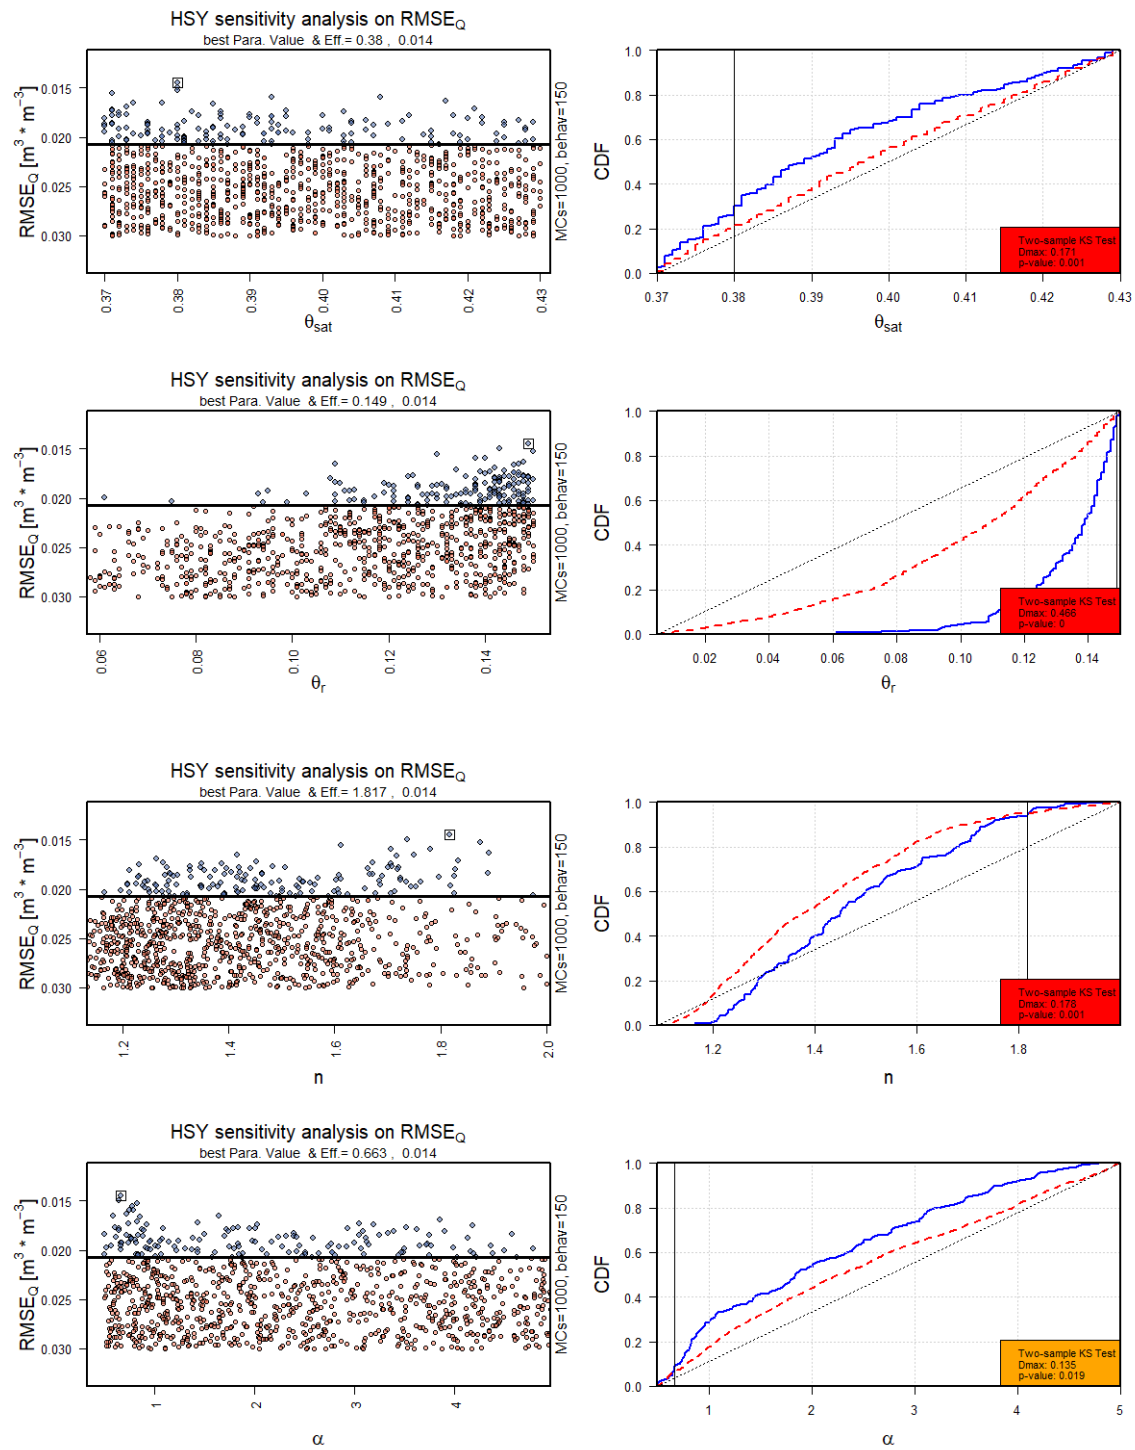 HSY sensitivity analysis on RMSE_Q
best Para. Value & Eff.= 0.38 , 0.014
RMSE_Q [m³ * m⁻³]
0.015
0.020
0.025
0.030
0.37
0.38
0.39
0.40
0.41
0.42
0.43
θ_sat
MCs=1000, behav=150
CDF
1.0
0.8
0.6
0.4
0.2
0.0
Two-sample KS Test
Dmax: 0.171
p-value: 0.001
0.37
0.38
0.39
0.40
0.41
0.42
0.43
θ_sat
HSY sensitivity analysis on RMSE_Q
best Para. Value & Eff.= 0.149 , 0.014
RMSE_Q [m³ * m⁻³]
0.015
0.020
0.025
0.030
0.06
0.08
0.10
0.12
0.14
θ_r
MCs=1000, behav=150
CDF
1.0
0.8
0.6
0.4
0.2
0.0
Two-sample KS Test
Dmax: 0.466
p-value: 0
0.02
0.04
0.06
0.08
0.10
0.12
0.14
θ_r
HSY sensitivity analysis on RMSE_Q
best Para. Value & Eff.= 1.817 , 0.014
RMSE_Q [m³ * m⁻³]
0.015
0.020
0.025
0.030
1.2
1.4
1.6
1.8
2.0
n
MCs=1000, behav=150
CDF
1.0
0.8
0.6
0.4
0.2
0.0
Two-sample KS Test
Dmax: 0.178
p-value: 0.001
1.2
1.4
1.6
1.8
n
HSY sensitivity analysis on RMSE_Q
best Para. Value & Eff.= 0.663 , 0.014
RMSE_Q [m³ * m⁻³]
0.015
0.020
0.025
0.030
1
2
3
4
α
MCs=1000, behav=150
CDF
1.0
0.8
0.6
0.4
0.2
0.0
Two-sample KS Test
Dmax: 0.135
p-value: 0.019
1
2
3
4
5
α